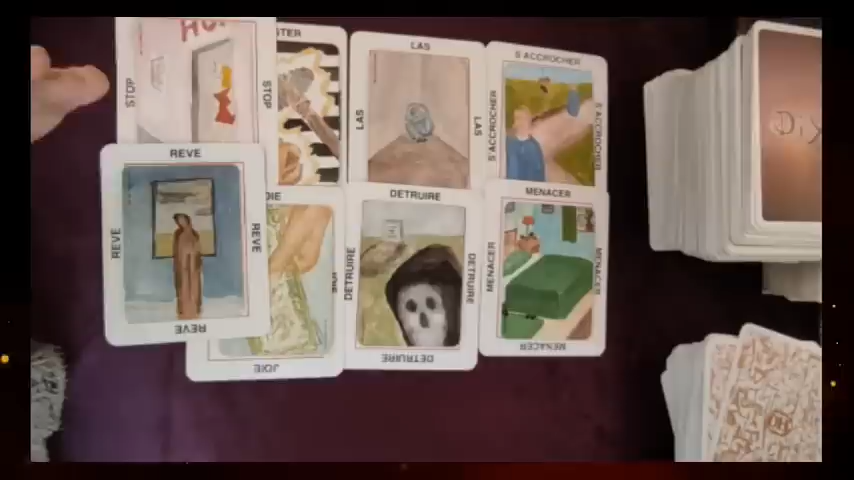 STOP
STOP
LAS
LAS
LAS
S'ACCROCHER
S'ACCROCHER
S'ACCROCHER
REVE
REVE
REVE
REVE
JOIE
DETRUIRE
DETRUIRE
DETRUIRE
DETRUIRE
MENACER
MENACER
MENACER
MENACER